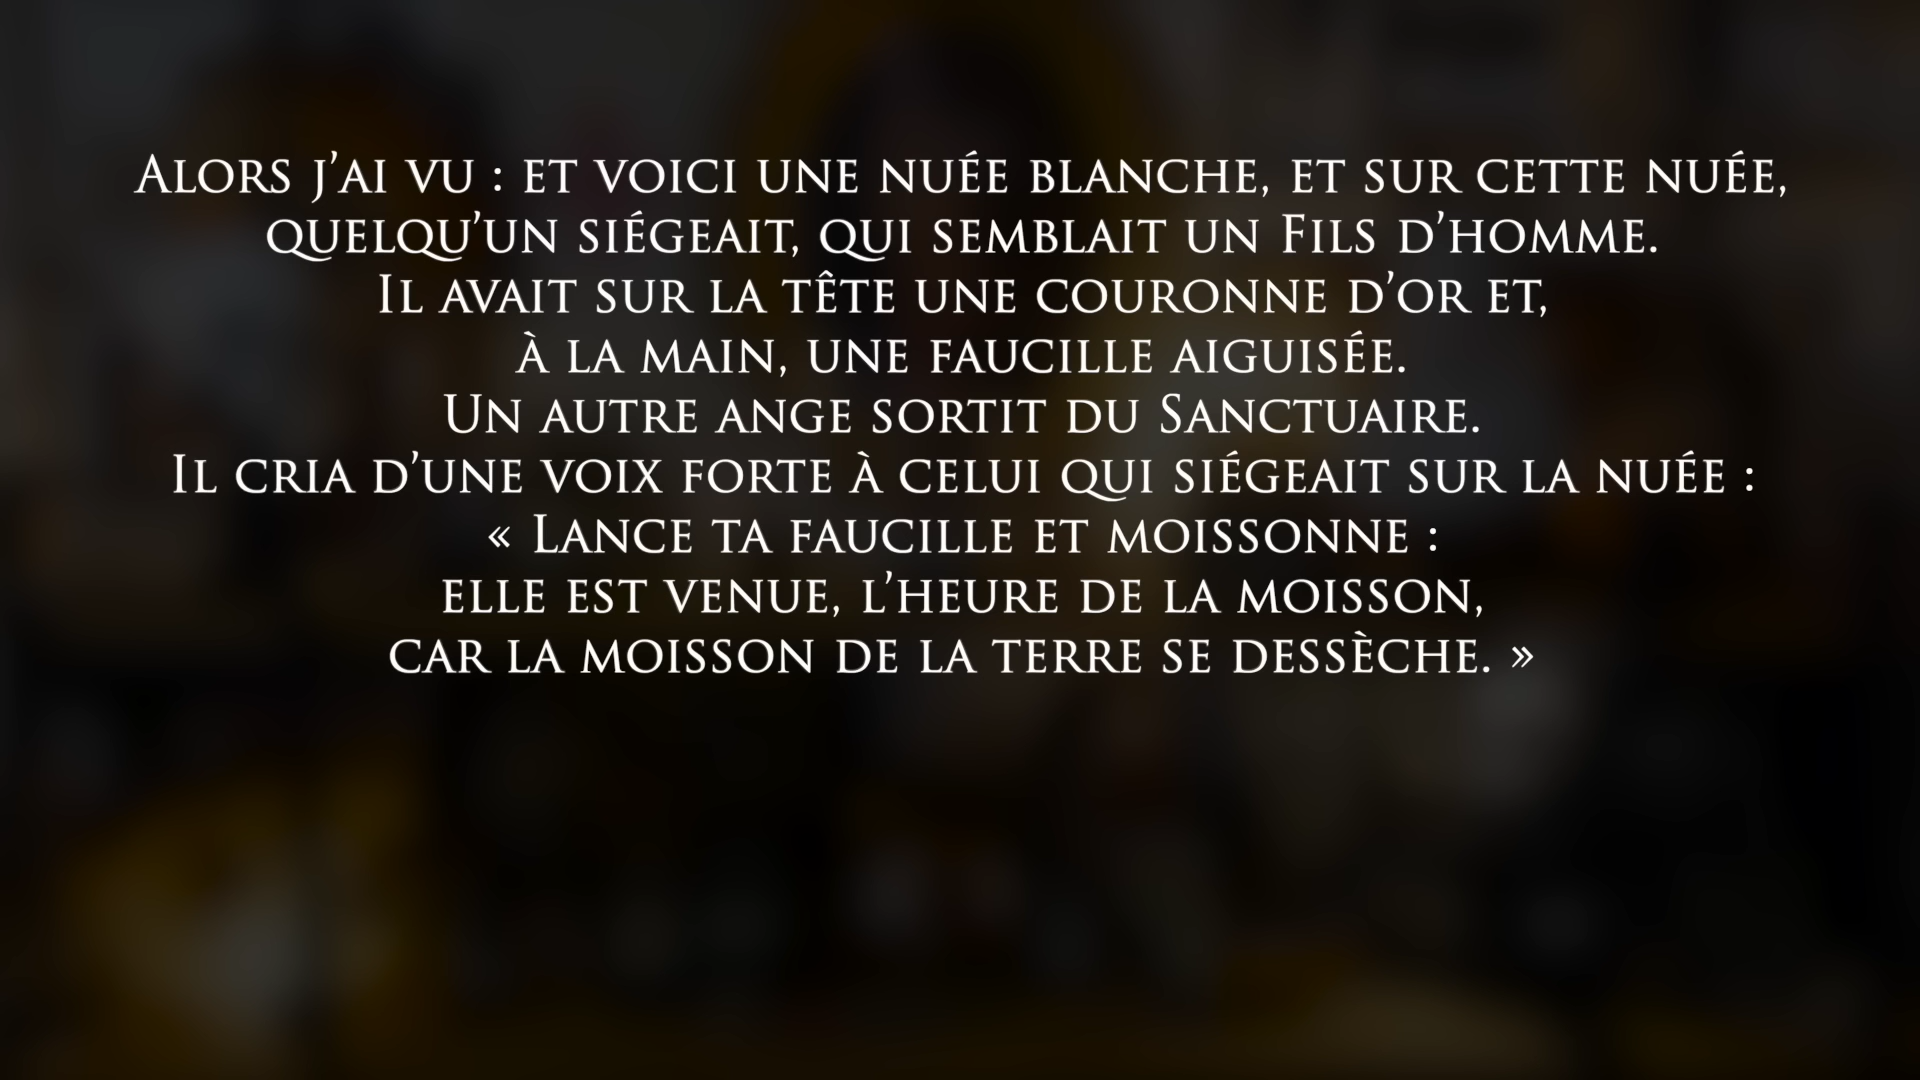 Alors j’ai vu : et voici une nuée blanche, et sur cette nuée,
quelqu’un siégeait, qui semblait un Fils d’homme.
Il avait sur la tête une couronne d’or et,
à la main, une faucille aiguisée.
Un autre ange sortit du Sanctuaire.
Il cria d’une voix forte à celui qui siégeait sur la nuée :
« Lance ta faucille et moissonne :
elle est venue, l’heure de la moisson,
car la moisson de la terre se dessèche. »